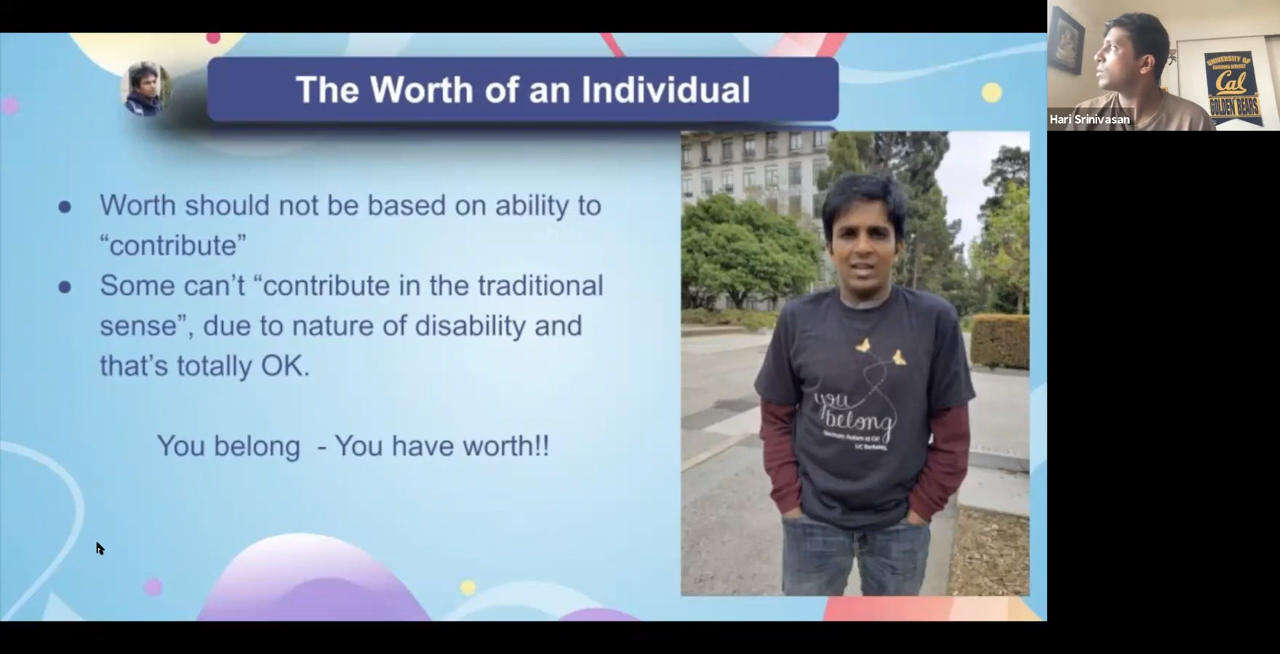 The Worth of an Individual
● Worth should not be based on ability to
“contribute”
● Some can’t “contribute in the traditional
sense”, due to nature of disability and
that’s totally OK.
You belong - You have worth!!
you
belong
UC Berkeley
UNIVERSITY OF
Cal
GOLDEN BEARS
Hari Srinivasan